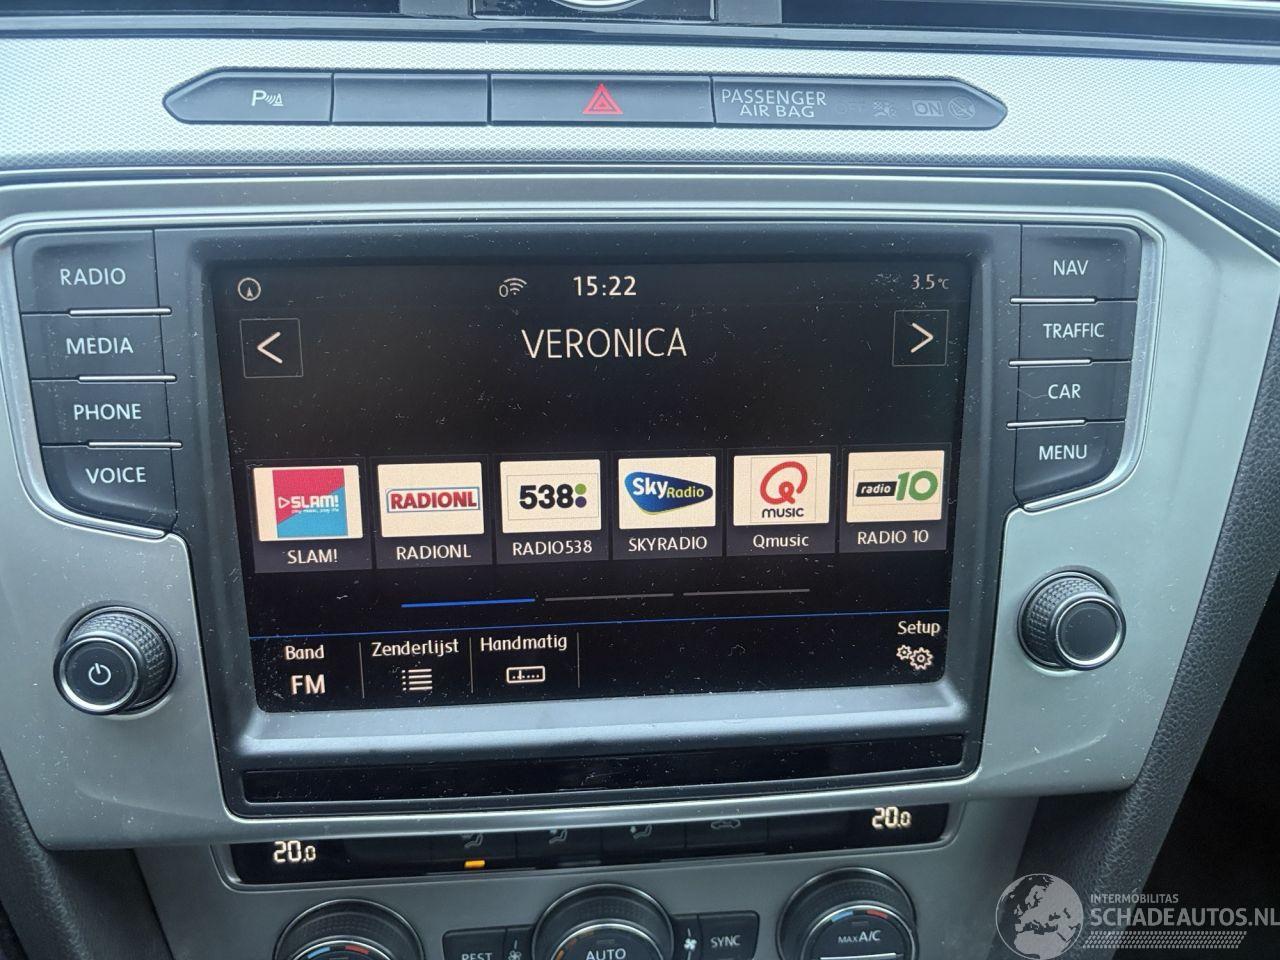 P
PASSENGER
AIR BAG
OFF ON
RADIO
MEDIA
PHONE
VOICE
NAV
TRAFFIC
CAR
MENU
0 15:22 3.5°C
< VERONICA >
SLAM!
RADIONL
538
Sky Radio
Q
MUSIC
radio 10
SLAM!
RADIONL
RADIO538
SKYRADIO
Qmusic
RADIO 10
Band
FM
Zenderlijst
Handmatig
Setup
20.0
20.0
REST
AUTO
SYNC
MAX A/C
INTERMOBILITAS
SCHADEAUTOS.NL